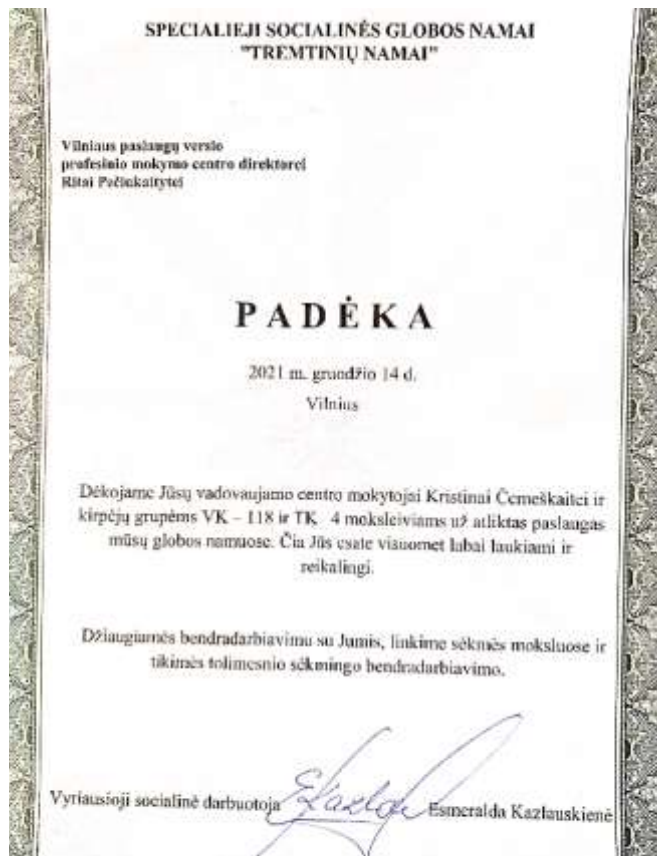 SPECIALIEJI SOCIALINĖS GLOBOS NAMAI
"TREMTINIŲ NAMAI"
Vilniaus paslaugų verslo
profesinio mokymo centro direktorei
Ritai Pečiukaitytei
PADĖKA
2021 m. gruodžio 14 d.
Vilnius
Dėkojame Jūsų vadovaujamo centro mokytojai Kristinai Čemeškaitei ir
kirpėjų grupėms VK – 118 ir TK 4 moksleiviams už atliktas paslaugas
mūsų globos namuose. Čia Jūs esate visuomet labai laukiami ir
reikalingi.
Džiaugiamės bendradarbiavimu su Jumis, linkime sėkmės moksluose ir
tikimės tolimesnio sėkmingo bendradarbiavimo.
Vyriausioji socialinė darbuotoja Esmeralda Kazlauskienė